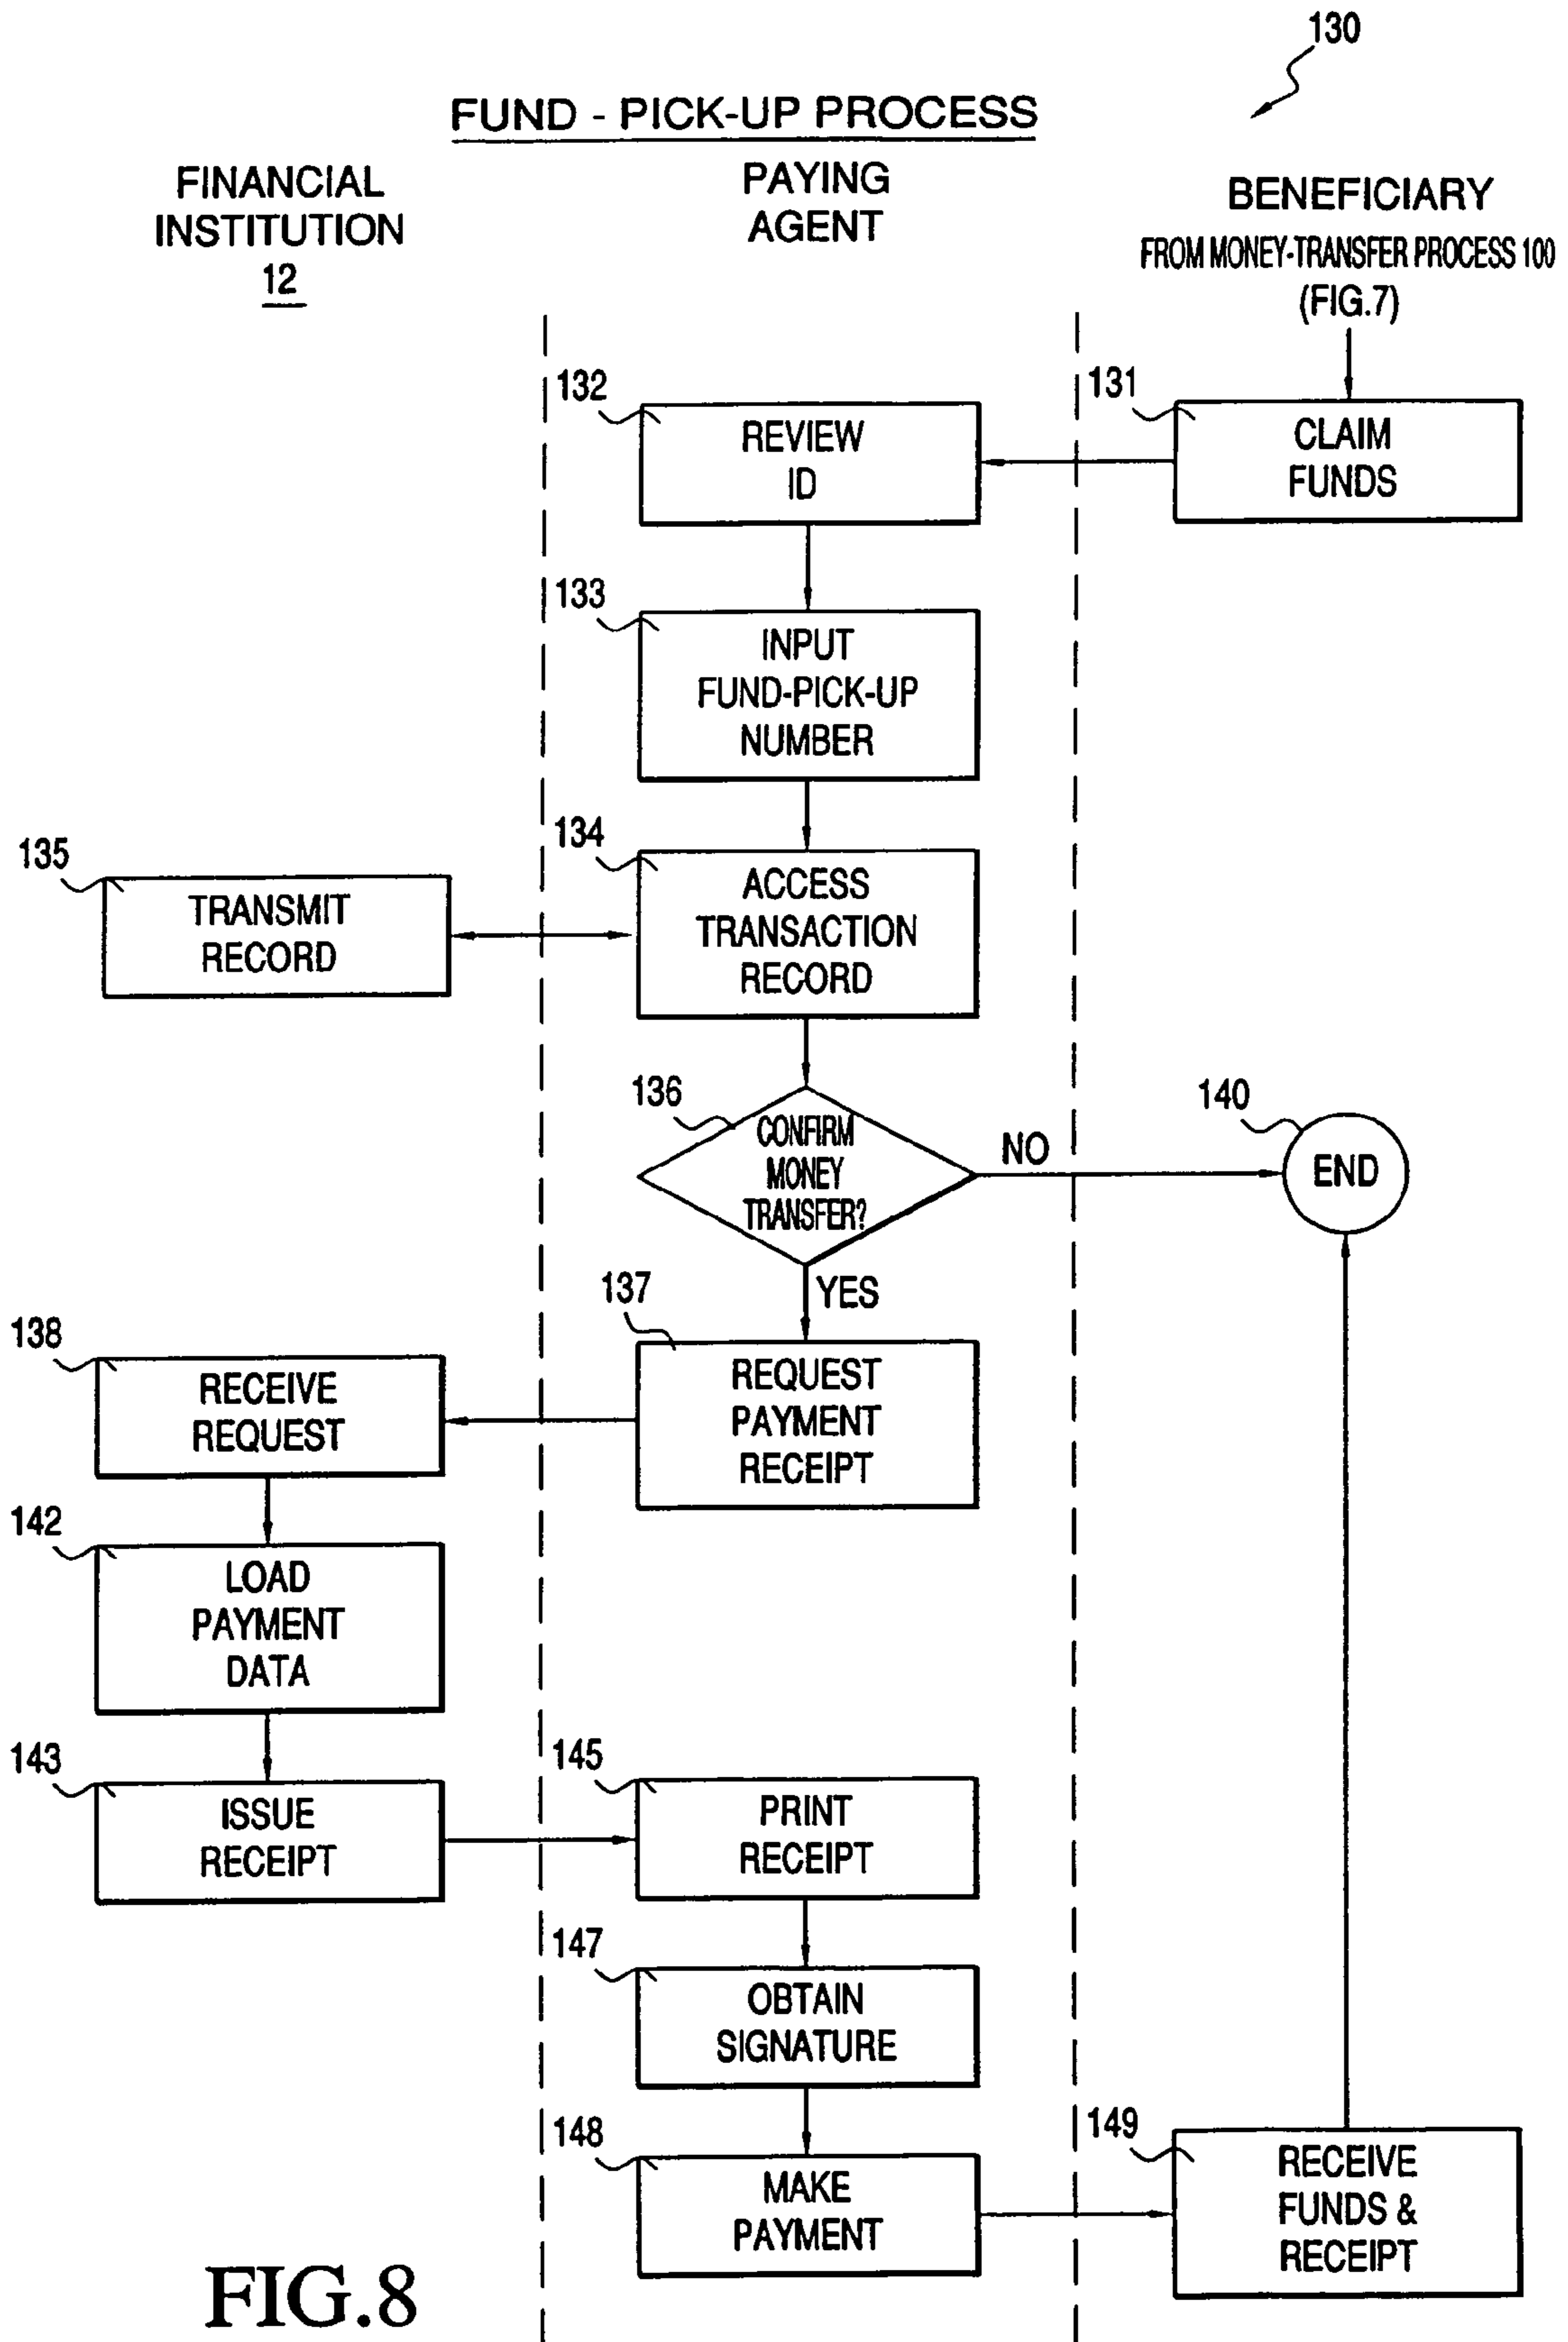 130
FUND - PICK-UP PROCESS
FINANCIAL
INSTITUTION
12
PAYING
AGENT
BENEFICIARY
FROM MONEY-TRANSFER PROCESS 100
(FIG.7)
132
REVIEW
ID
131
CLAIM
FUNDS
133
INPUT
FUND-PICK-UP
NUMBER
135
TRANSMIT
RECORD
134
ACCESS
TRANSACTION
RECORD
136
CONFIRM
MONEY
TRANSFER?
NO
140
END
YES
137
REQUEST
PAYMENT
RECEIPT
138
RECEIVE
REQUEST
142
LOAD
PAYMENT
DATA
143
ISSUE
RECEIPT
145
PRINT
RECEIPT
147
OBTAIN
SIGNATURE
148
MAKE
PAYMENT
149
RECEIVE
FUNDS &
RECEIPT
FIG.8